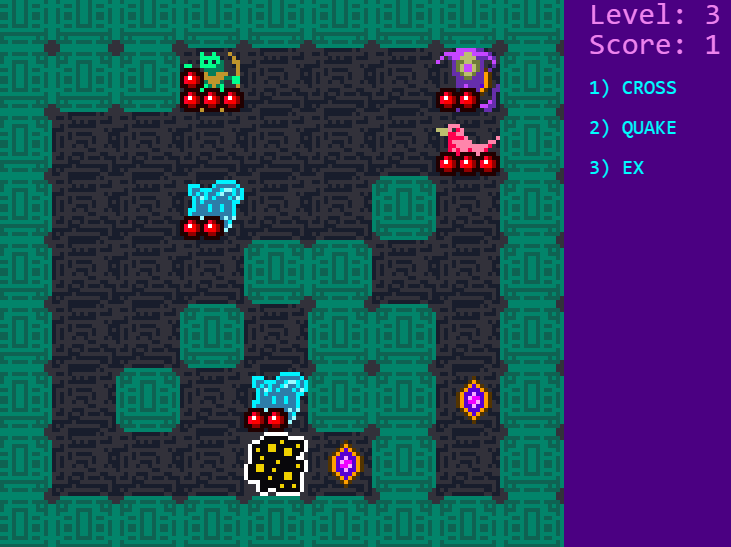 Level: 3
Score: 1
1) CROSS
2) QUAKE
3) EX